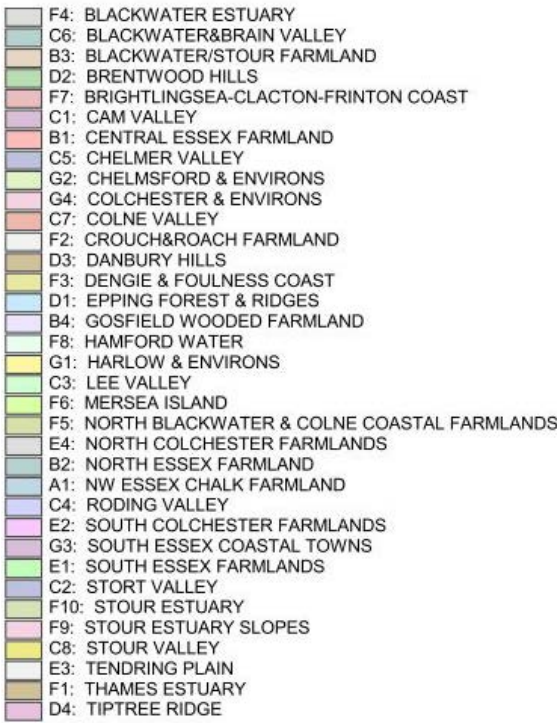 F4: BLACKWATER ESTUARY
C6: BLACKWATER&BRAIN VALLEY
B3: BLACKWATER/STOUR FARMLAND
D2: BRENTWOOD HILLS
F7: BRIGHTLINGSEA-CLACTON-FRINTON COAST
C1: CAM VALLEY
B1: CENTRAL ESSEX FARMLAND
C5: CHELMER VALLEY
G2: CHELMSFORD & ENVIRONS
G4: COLCHESTER & ENVIRONS
C7: COLNE VALLEY
F2: CROUCH&ROACH FARMLAND
D3: DANBURY HILLS
F3: DENGIE & FOULNESS COAST
D1: EPPING FOREST & RIDGES
B4: GOSFIELD WOODED FARMLAND
F8: HAMFORD WATER
G1: HARLOW & ENVIRONS
C3: LEE VALLEY
F6: MERSEA ISLAND
F5: NORTH BLACKWATER & COLNE COASTAL FARMLANDS
E4: NORTH COLCHESTER FARMLANDS
B2: NORTH ESSEX FARMLAND
A1: NW ESSEX CHALK FARMLAND
C4: RODING VALLEY
E2: SOUTH COLCHESTER FARMLANDS
G3: SOUTH ESSEX COASTAL TOWNS
E1: SOUTH ESSEX FARMLANDS
C2: STORT VALLEY
F10: STOUR ESTUARY
F9: STOUR ESTUARY SLOPES
C8: STOUR VALLEY
E3: TENDRING PLAIN
F1: THAMES ESTUARY
D4: TIPTREE RIDGE